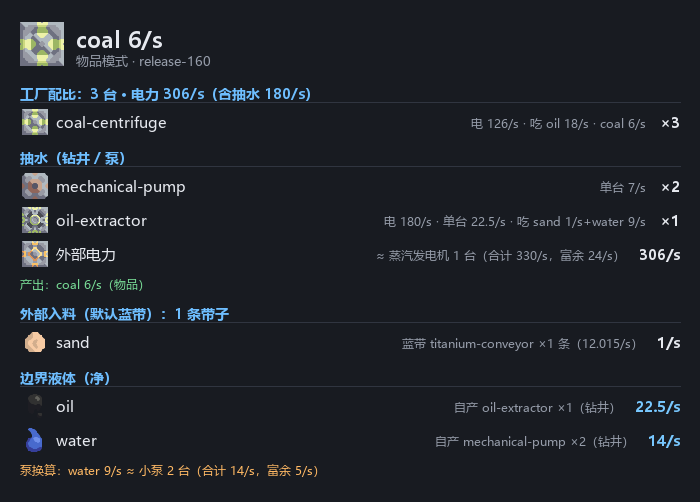 coal 6/s
物品模式 · release-160
工厂配比：3 台 • 电力 306/s（含抽水 180/s）
coal-centrifuge 电 126/s · 吃 oil 18/s · coal 6/s ×3
抽水（钻井 / 泵）
mechanical-pump 单台 7/s ×2
oil-extractor 电 180/s · 单台 22.5/s · 吃 sand 1/s+water 9/s ×1
外部电力 ≈ 蒸汽发电机 1 台（合计 330/s，富余 24/s） 306/s
产出：coal 6/s（物品）
外部入料（默认蓝带）：1 条带子
sand 蓝带 titanium-conveyor ×1 条（12.015/s） 1/s
边界液体（净）
oil 自产 oil-extractor ×1（钻井） 22.5/s
water 自产 mechanical-pump ×2（钻井） 14/s
泵换算：water 9/s ≈ 小泵 2 台（合计 14/s，富余 5/s）